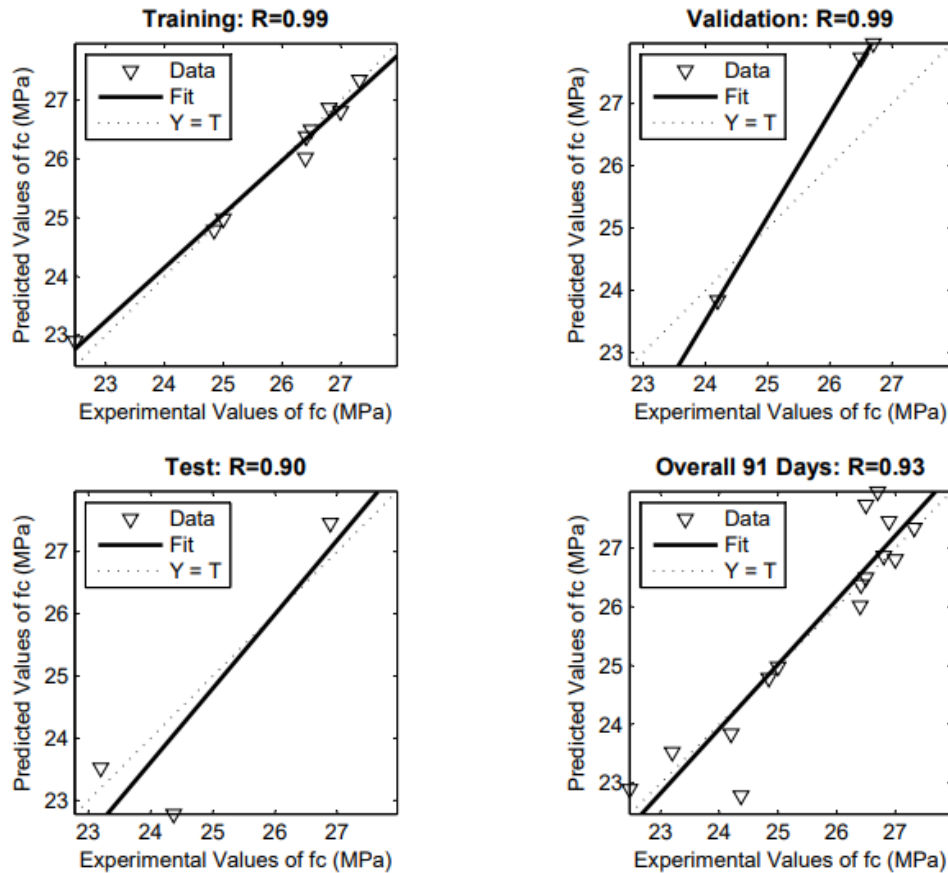 Training: R=0.99
Predicted Values of fc (MPa)
27
26
25
24
23
Data
Fit
Y = T
23 24 25 26 27
Experimental Values of fc (MPa)
Validation: R=0.99
Predicted Values of fc (MPa)
27
26
25
24
23
Data
Fit
Y = T
23 24 25 26 27
Experimental Values of fc (MPa)
Test: R=0.90
Predicted Values of fc (MPa)
27
26
25
24
23
Data
Fit
Y = T
23 24 25 26 27
Experimental Values of fc (MPa)
Overall 91 Days: R=0.93
Predicted Values of fc (MPa)
27
26
25
24
23
Data
Fit
Y = T
23 24 25 26 27
Experimental Values of fc (MPa)